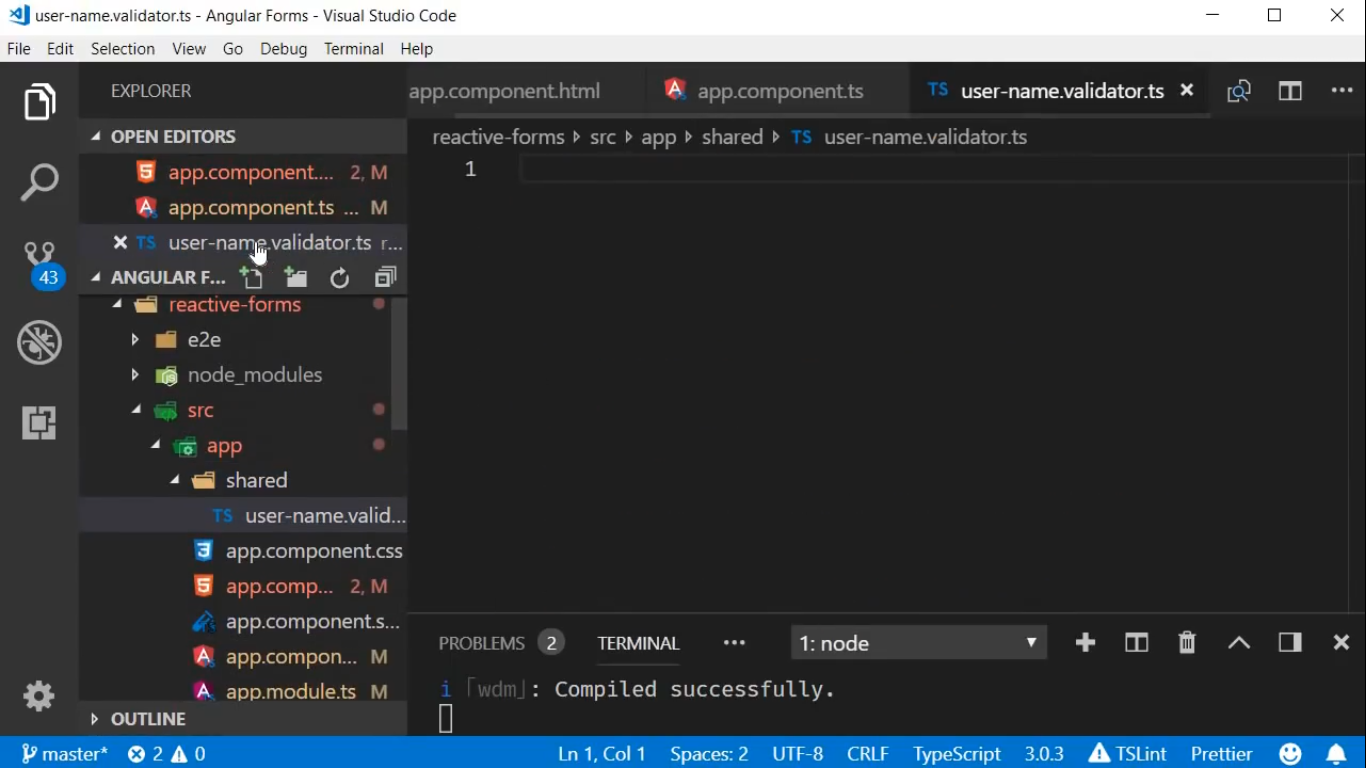 user-name.validator.ts - Angular Forms - Visual Studio Code
File Edit Selection View Go Debug Terminal Help
EXPLORER
app.component.html
app.component.ts
TS user-name.validator.ts
OPEN EDITORS
app.component.... 2, M
app.component.ts ... M
TS user-name.validator.ts r...
43
ANGULAR F...
reactive-forms
e2e
node_modules
src
app
shared
TS user-name.valid...
app.component.css
app.comp... 2, M
app.component.s...
app.compon... M
app.module.ts M
OUTLINE
reactive-forms src app shared TS user-name.validator.ts
1
PROBLEMS 2 TERMINAL ... 1: node
i ｢wdm｣: Compiled successfully.
master* 2 0 Ln 1, Col 1 Spaces: 2 UTF-8 CRLF TypeScript 3.0.3 TSLint Prettier